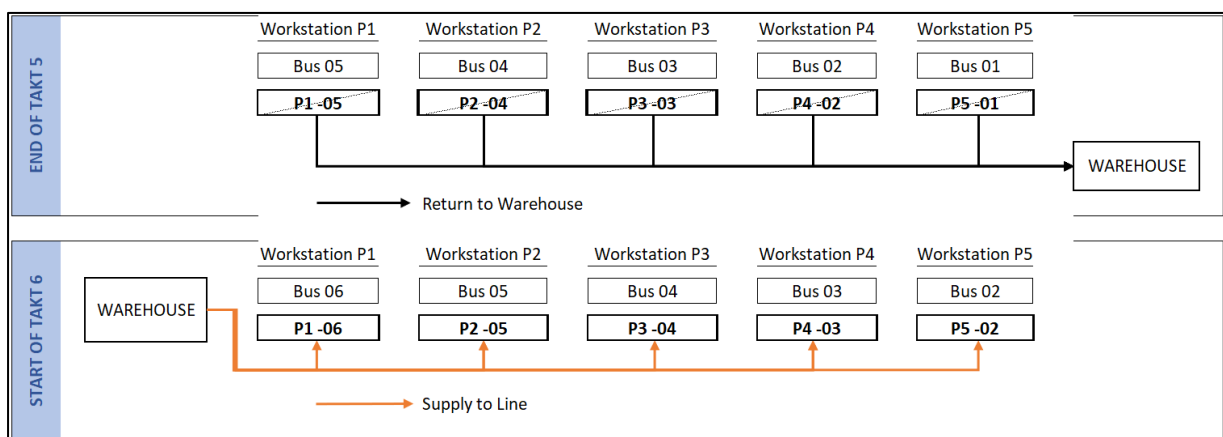 END OF TAKT 5
Workstation P1 Workstation P2 Workstation P3 Workstation P4 Workstation P5
Bus 05 Bus 04 Bus 03 Bus 02 Bus 01
P1 -05 P2 -04 P3 -03 P4 -02 P5 -01
WAREHOUSE
Return to Warehouse
START OF TAKT 6
Workstation P1 Workstation P2 Workstation P3 Workstation P4 Workstation P5
Bus 06 Bus 05 Bus 04 Bus 03 Bus 02
WAREHOUSE
P1 -06 P2 -05 P3 -04 P4 -03 P5 -02
Supply to Line